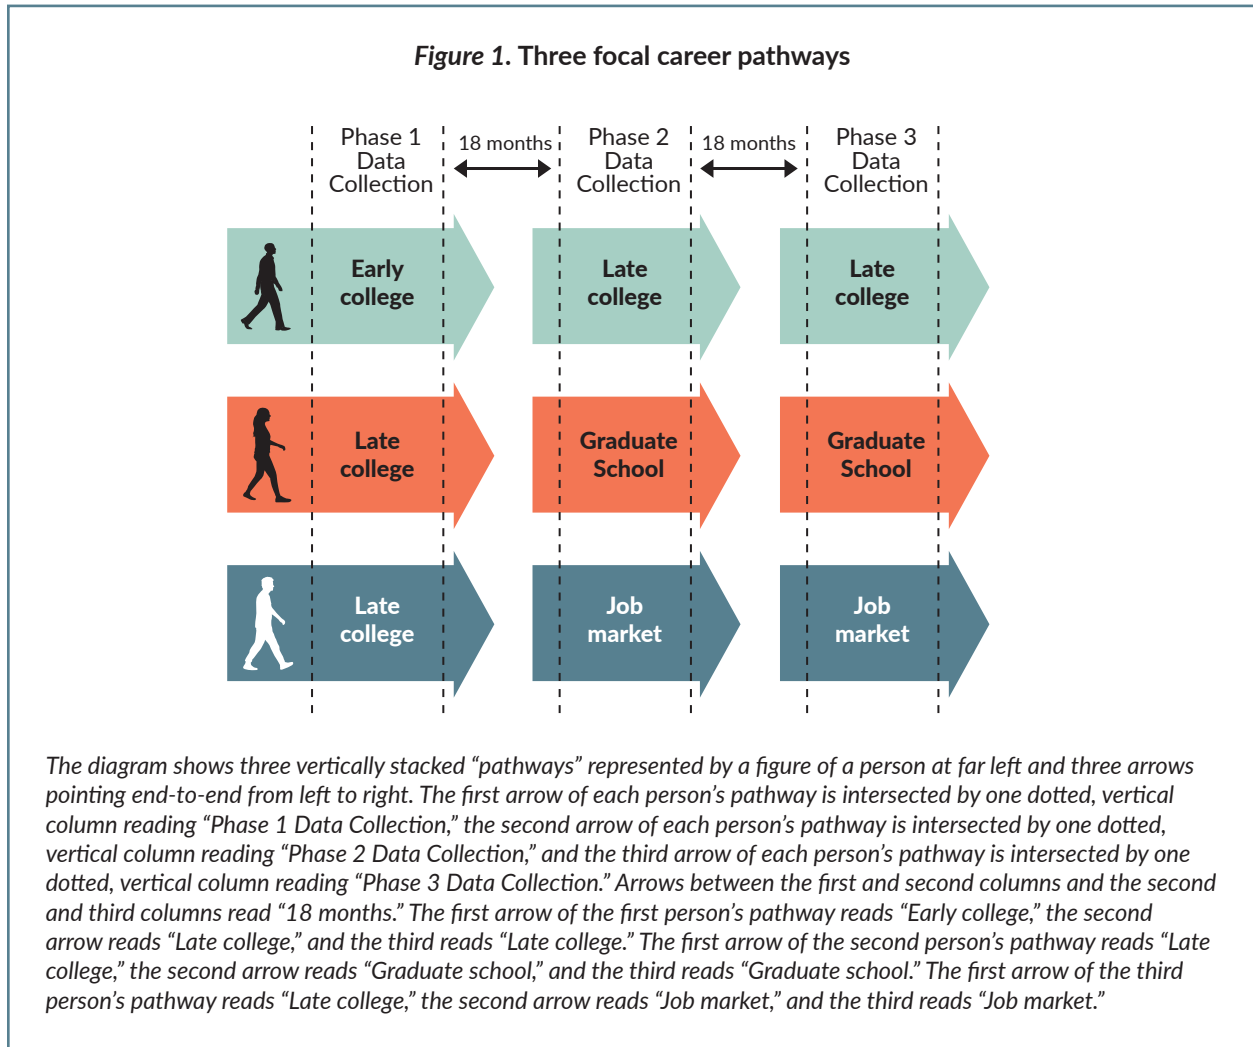 Figure 1. Three focal career pathways
Phase 1
Data
Collection
18 months
Phase 2
Data
Collection
18 months
Phase 3
Data
Collection
Early
college
Late
college
Late
college
Late
college
Graduate
School
Graduate
School
Late
college
Job
market
Job
market
The diagram shows three vertically stacked “pathways” represented by a figure of a person at far left and three arrows
pointing end-to-end from left to right. The first arrow of each person’s pathway is intersected by one dotted, vertical
column reading “Phase 1 Data Collection,” the second arrow of each person’s pathway is intersected by one dotted,
vertical column reading “Phase 2 Data Collection,” and the third arrow of each person’s pathway is intersected by one
dotted, vertical column reading “Phase 3 Data Collection.” Arrows between the first and second columns and the second
and third columns read “18 months.” The first arrow of the first person’s pathway reads “Early college,” the second
arrow reads “Late college,” and the third reads “Late college.” The first arrow of the second person’s pathway reads “Late
college,” the second arrow reads “Graduate school,” and the third reads “Graduate school.” The first arrow of the third
person’s pathway reads “Late college,” the second arrow reads “Job market,” and the third reads “Job market.”